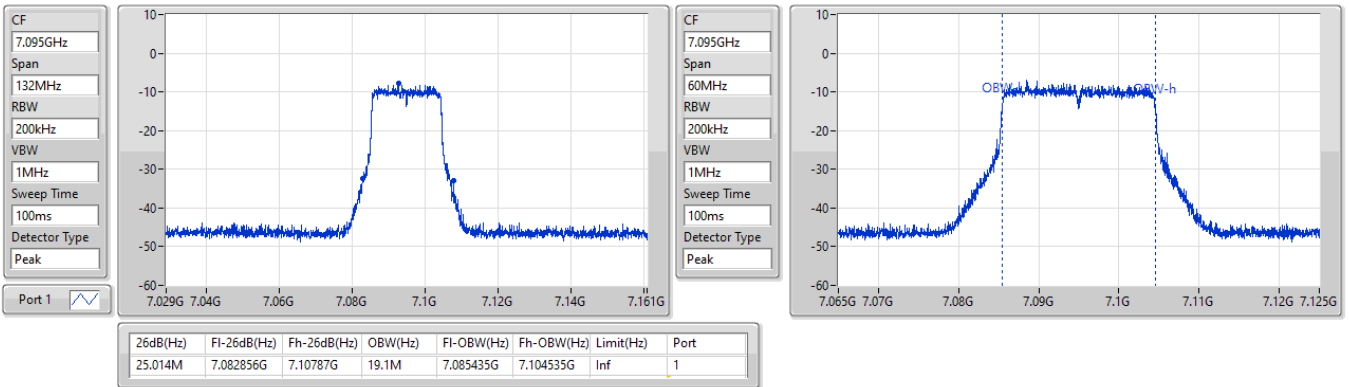 CF
7.095GHz
Span
132MHz
RBW
200kHz
VBW
1MHz
Sweep Time
100ms
Detector Type
Peak
Port 1
10
0
-10
-20
-30
-40
-50
-60
7.029G 7.04G 7.06G 7.08G 7.1G 7.12G 7.14G 7.161G
CF
7.095GHz
Span
60MHz
RBW
200kHz
VBW
1MHz
Sweep Time
100ms
Detector Type
Peak
10
0
-10
-20
-30
-40
-50
-60
OBW-h
7.065G 7.07G 7.08G 7.09G 7.1G 7.11G 7.12G 7.125G
26dB(Hz) Fl-26dB(Hz) Fh-26dB(Hz) OBW(Hz) Fl-OBW(Hz) Fh-OBW(Hz) Limit(Hz) Port
25.014M 7.082856G 7.10787G 19.1M 7.085435G 7.104535G Inf 1